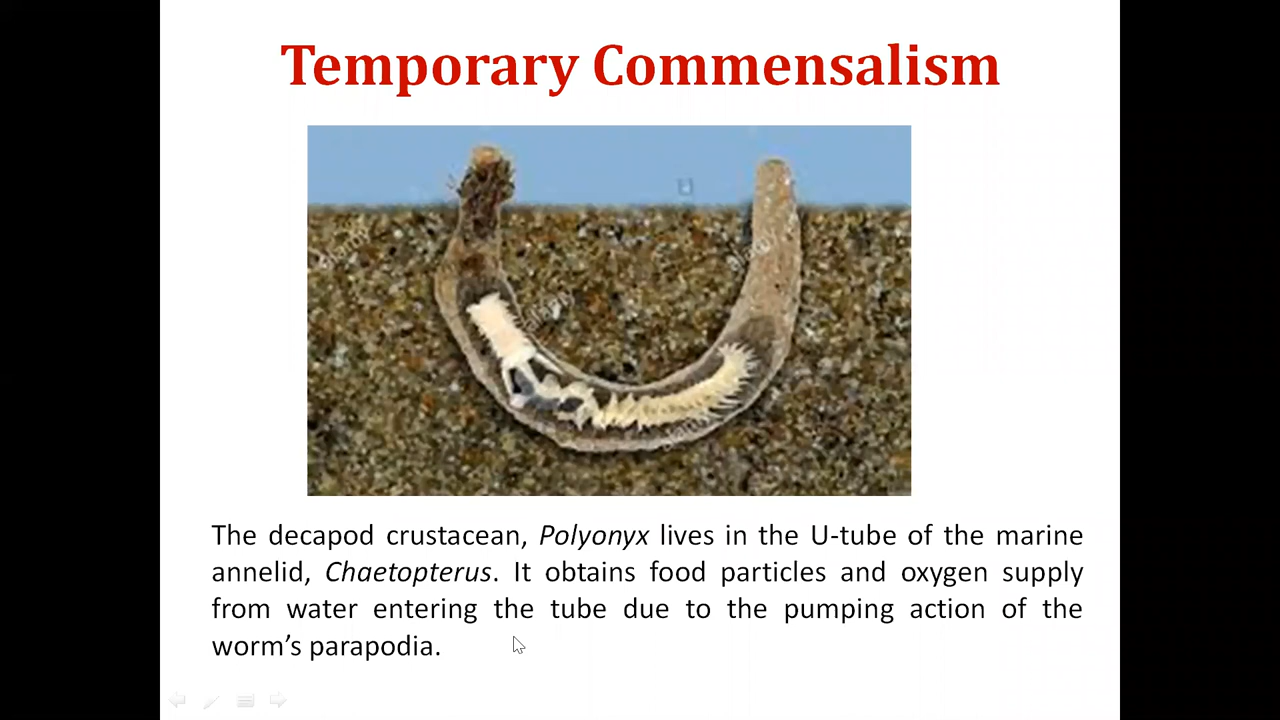 Temporary Commensalism
The decapod crustacean, Polyonyx lives in the U-tube of the marine
annelid, Chaetopterus. It obtains food particles and oxygen supply
from water entering the tube due to the pumping action of the
worm’s parapodia.